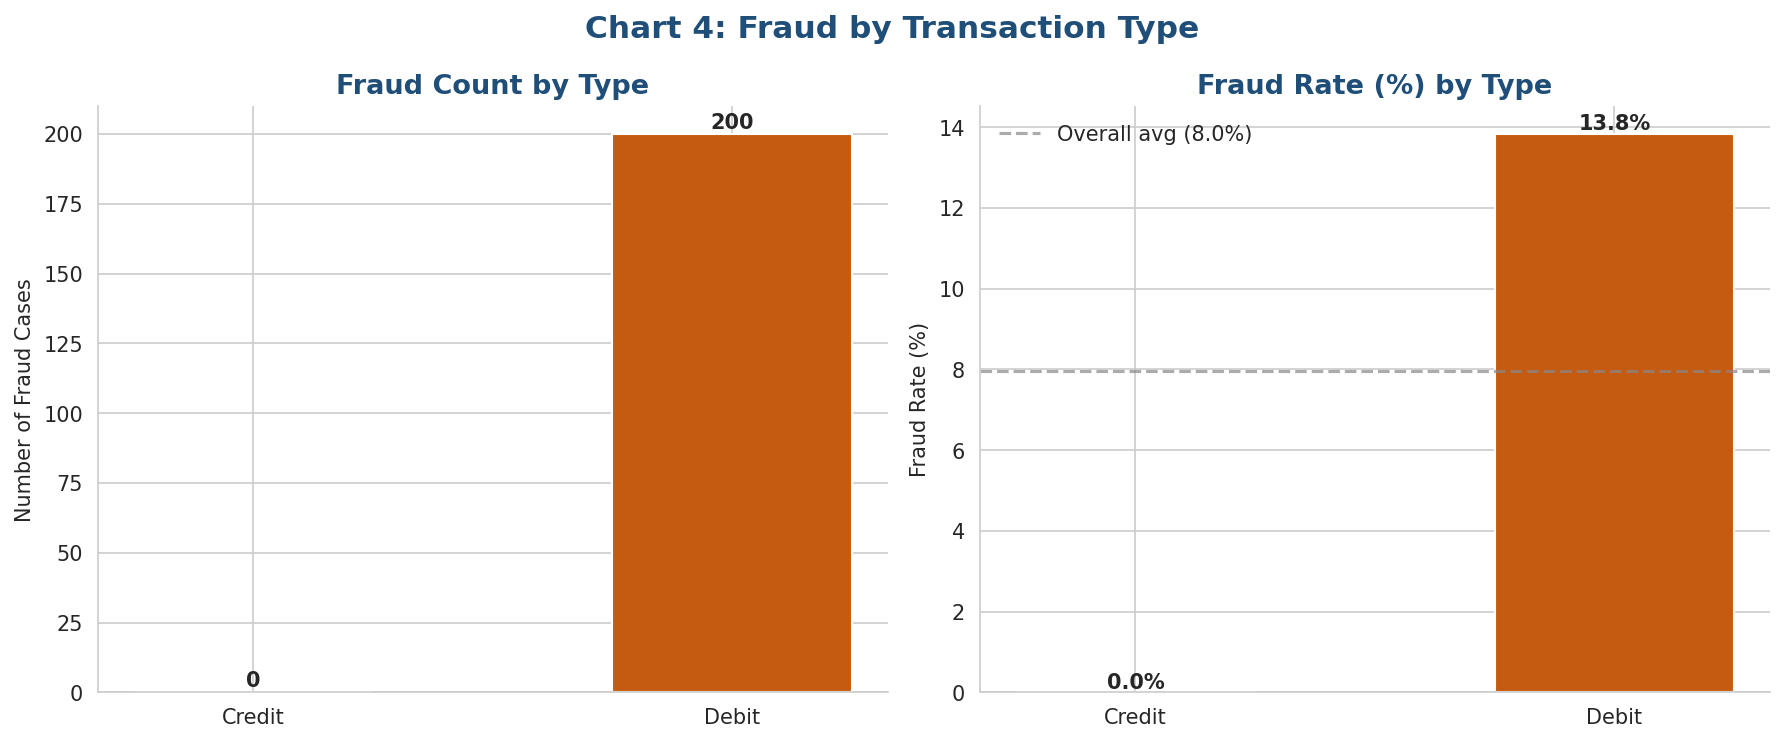 Chart 4: Fraud by Transaction Type
Fraud Count by Type
Number of Fraud Cases
200
175
150
125
100
75
50
25
0
0
200
Credit
Debit
Fraud Rate (%) by Type
Overall avg (8.0%)
Fraud Rate (%)
14
12
10
8
6
4
2
0
0.0%
13.8%
Credit
Debit